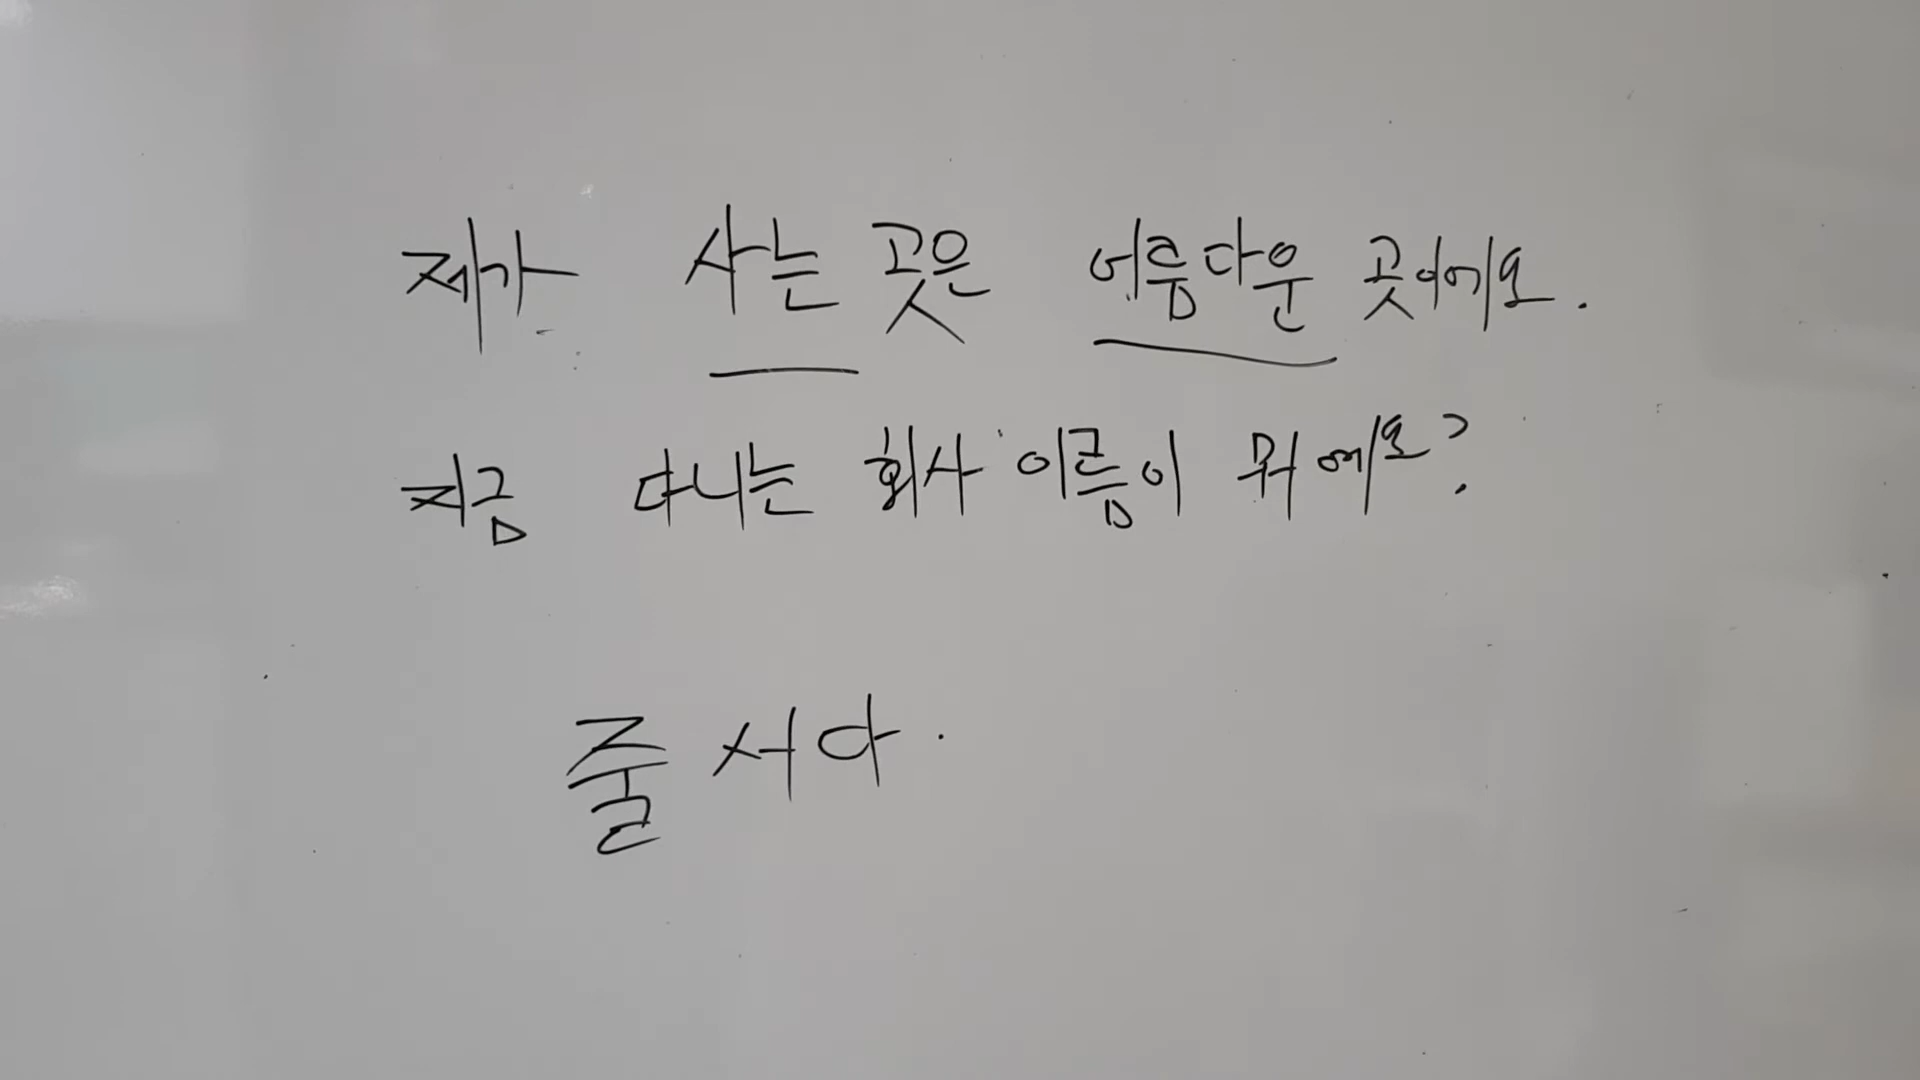 제가 사는 곳은 어름다운 곳이에요.
지금 다니는 회사 이름이 뭐예요?
줄 서다.